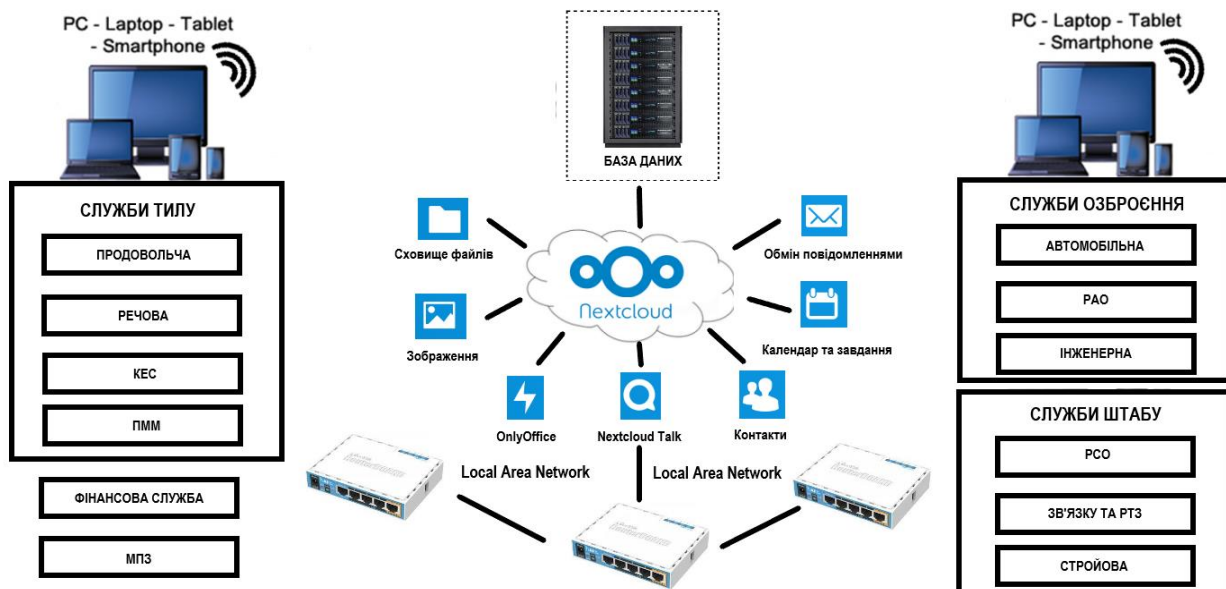 PC - Laptop - Tablet
- Smartphone
СЛУЖБИ ТИЛУ
ПРОДОВОЛЬЧА
РЕЧОВА
КЕС
ПММ
ФІНАНСОВА СЛУЖБА
МПЗ
БАЗА ДАНИХ
Сховище файлів
Обмін повідомленнями
Nextcloud
Зображення
Календар та завдання
OnlyOffice
Nextcloud Talk
Контакти
Local Area Network
Local Area Network
PC - Laptop - Tablet
- Smartphone
СЛУЖБИ ОЗБРОЄННЯ
АВТОМОБІЛЬНА
РАО
ІНЖЕНЕРНА
СЛУЖБИ ШТАБУ
РСО
ЗВ'ЯЗКУ ТА РТЗ
СТРОЙОВА